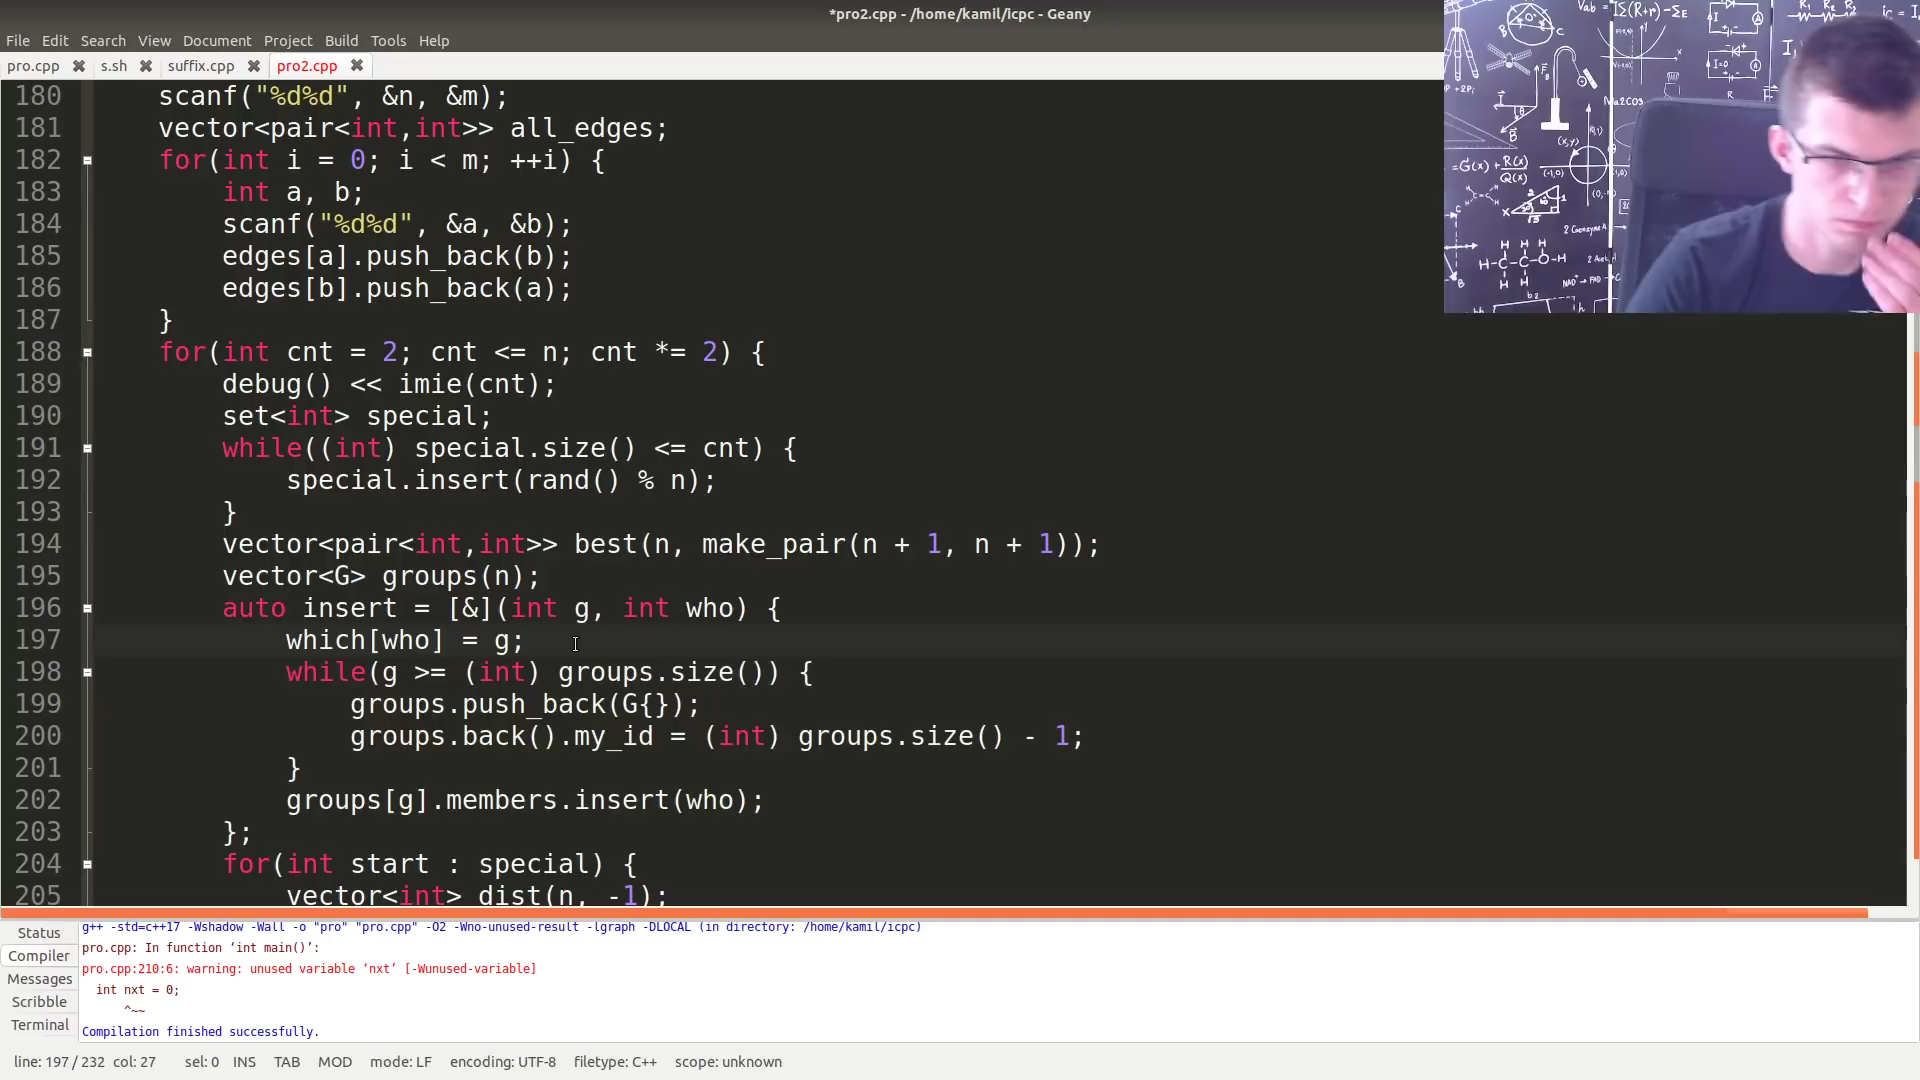 *pro2.cpp - /home/kamil/icpc - Geany
File Edit Search View Document Project Build Tools Help
pro.cpp s.sh suffix.cpp pro2.cpp
180 scanf("%d%d", &n, &m);
181 vector<pair<int,int>> all_edges;
182 for(int i = 0; i < m; ++i) {
183 int a, b;
184 scanf("%d%d", &a, &b);
185 edges[a].push_back(b);
186 edges[b].push_back(a);
187 }
188 for(int cnt = 2; cnt <= n; cnt *= 2) {
189 debug() << imie(cnt);
190 set<int> special;
191 while((int) special.size() <= cnt) {
192 special.insert(rand() % n);
193 }
194 vector<pair<int,int>> best(n, make_pair(n + 1, n + 1));
195 vector<G> groups(n);
196 auto insert = [&](int g, int who) {
197 which[who] = g;
198 while(g >= (int) groups.size()) {
199 groups.push_back(G{});
200 groups.back().my_id = (int) groups.size() - 1;
201 }
202 groups[g].members.insert(who);
203 };
204 for(int start : special) {
205 vector<int> dist(n, -1);
Status
Compiler
Messages
Scribble
Terminal
g++ -std=c++17 -Wshadow -Wall -o "pro" "pro.cpp" -O2 -Wno-unused-result -lgraph -DLOCAL (in directory: /home/kamil/icpc)
pro.cpp: In function ‘int main()’:
pro.cpp:210:6: warning: unused variable ‘nxt’ [-Wunused-variable]
int nxt = 0;
^~~
Compilation finished successfully.
line: 197 / 232 col: 27 sel: 0 INS TAB MOD mode: LF encoding: UTF-8 filetype: C++ scope: unknown